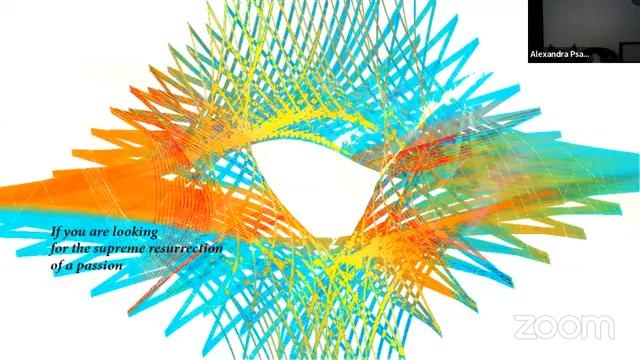 Alexandra Psa...
If you are looking
for the supreme resurrection
of a passion
zoom